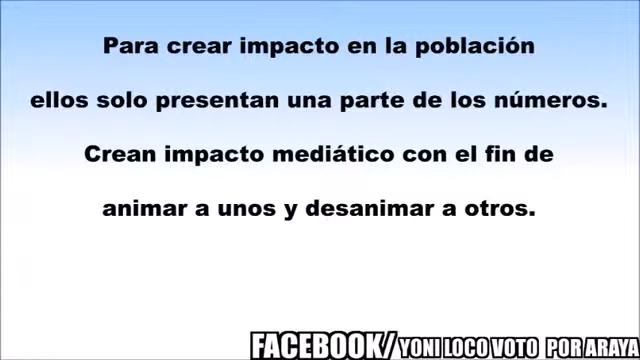 Para crear impacto en la población
ellos solo presentan una parte de los números.
Crean impacto mediático con el fin de
animar a unos y desanimar a otros.
FACEBOOK/ YONI LOCO VOTO POR ARAYA